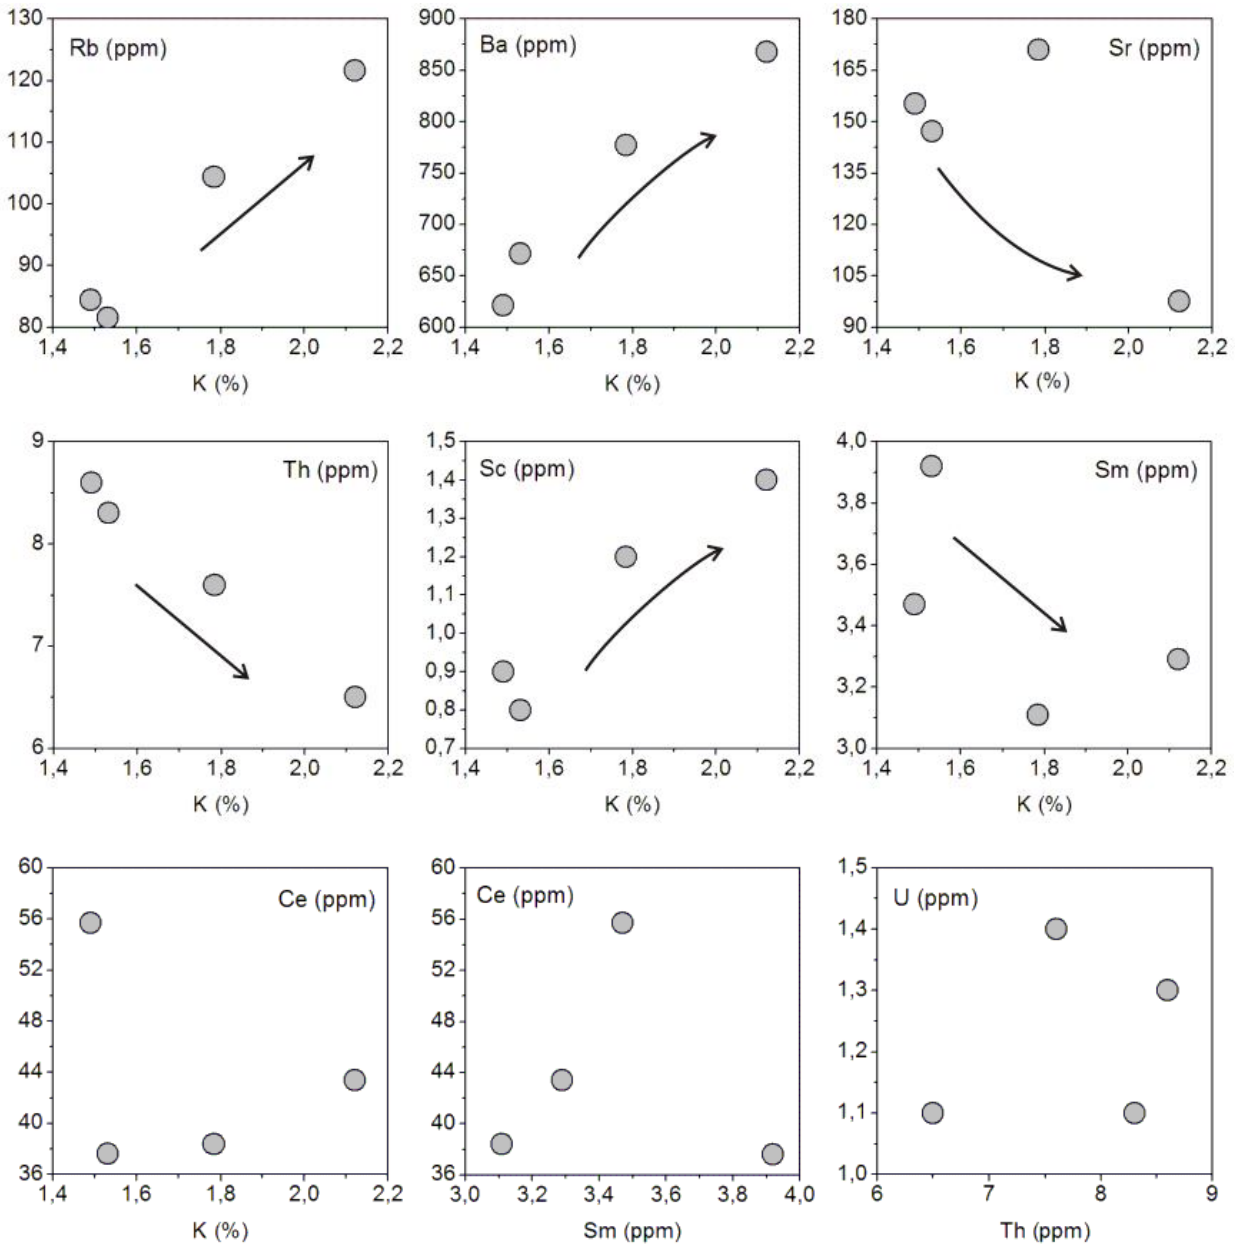 130
Rb (ppm)
120
110
100
90
80
1,4 1,6 1,8 2,0 2,2
K (%)
900
Ba (ppm)
850
800
750
700
650
600
1,4 1,6 1,8 2,0 2,2
K (%)
180
Sr (ppm)
165
150
135
120
105
90
1,4 1,6 1,8 2,0 2,2
K (%)
9
Th (ppm)
8
7
6
1,4 1,6 1,8 2,0 2,2
K (%)
1,5
Sc (ppm)
1,4
1,3
1,2
1,1
1,0
0,9
0,8
0,7
1,4 1,6 1,8 2,0 2,2
K (%)
4,0
Sm (ppm)
3,8
3,6
3,4
3,2
3,0
1,4 1,6 1,8 2,0 2,2
K (%)
60
Ce (ppm)
56
52
48
44
40
36
1,4 1,6 1,8 2,0 2,2
K (%)
60
Ce (ppm)
56
52
48
44
40
36
3,0 3,2 3,4 3,6 3,8 4,0
Sm (ppm)
1,5
U (ppm)
1,4
1,3
1,2
1,1
1,0
6 7 8 9
Th (ppm)